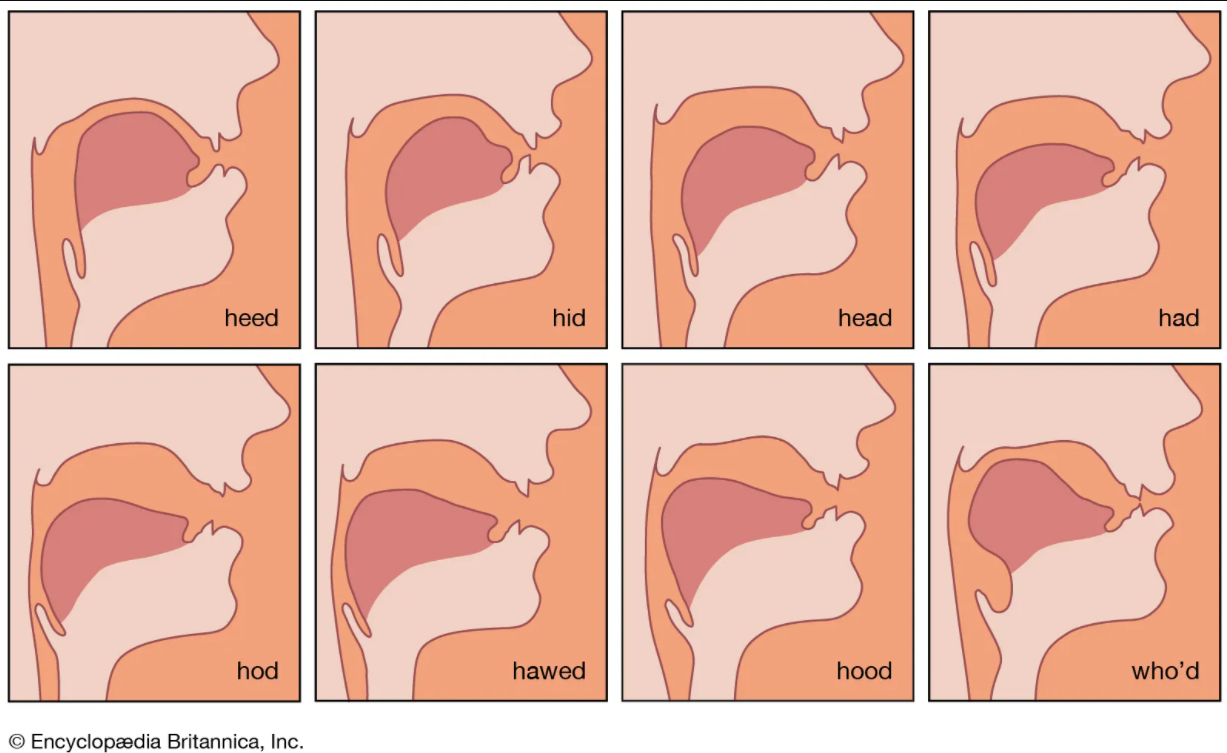 heed
hid
head
had
hod
hawed
hood
who'd
© Encyclopædia Britannica, Inc.